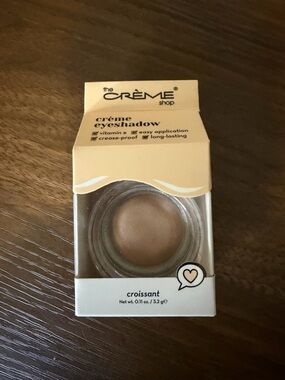 the
CRÈME®
shop
crème
eyeshadow
vitamin e easy application
crease-proof long-lasting
croissant
Net wt. 0.11 oz. / 3.2 g℮